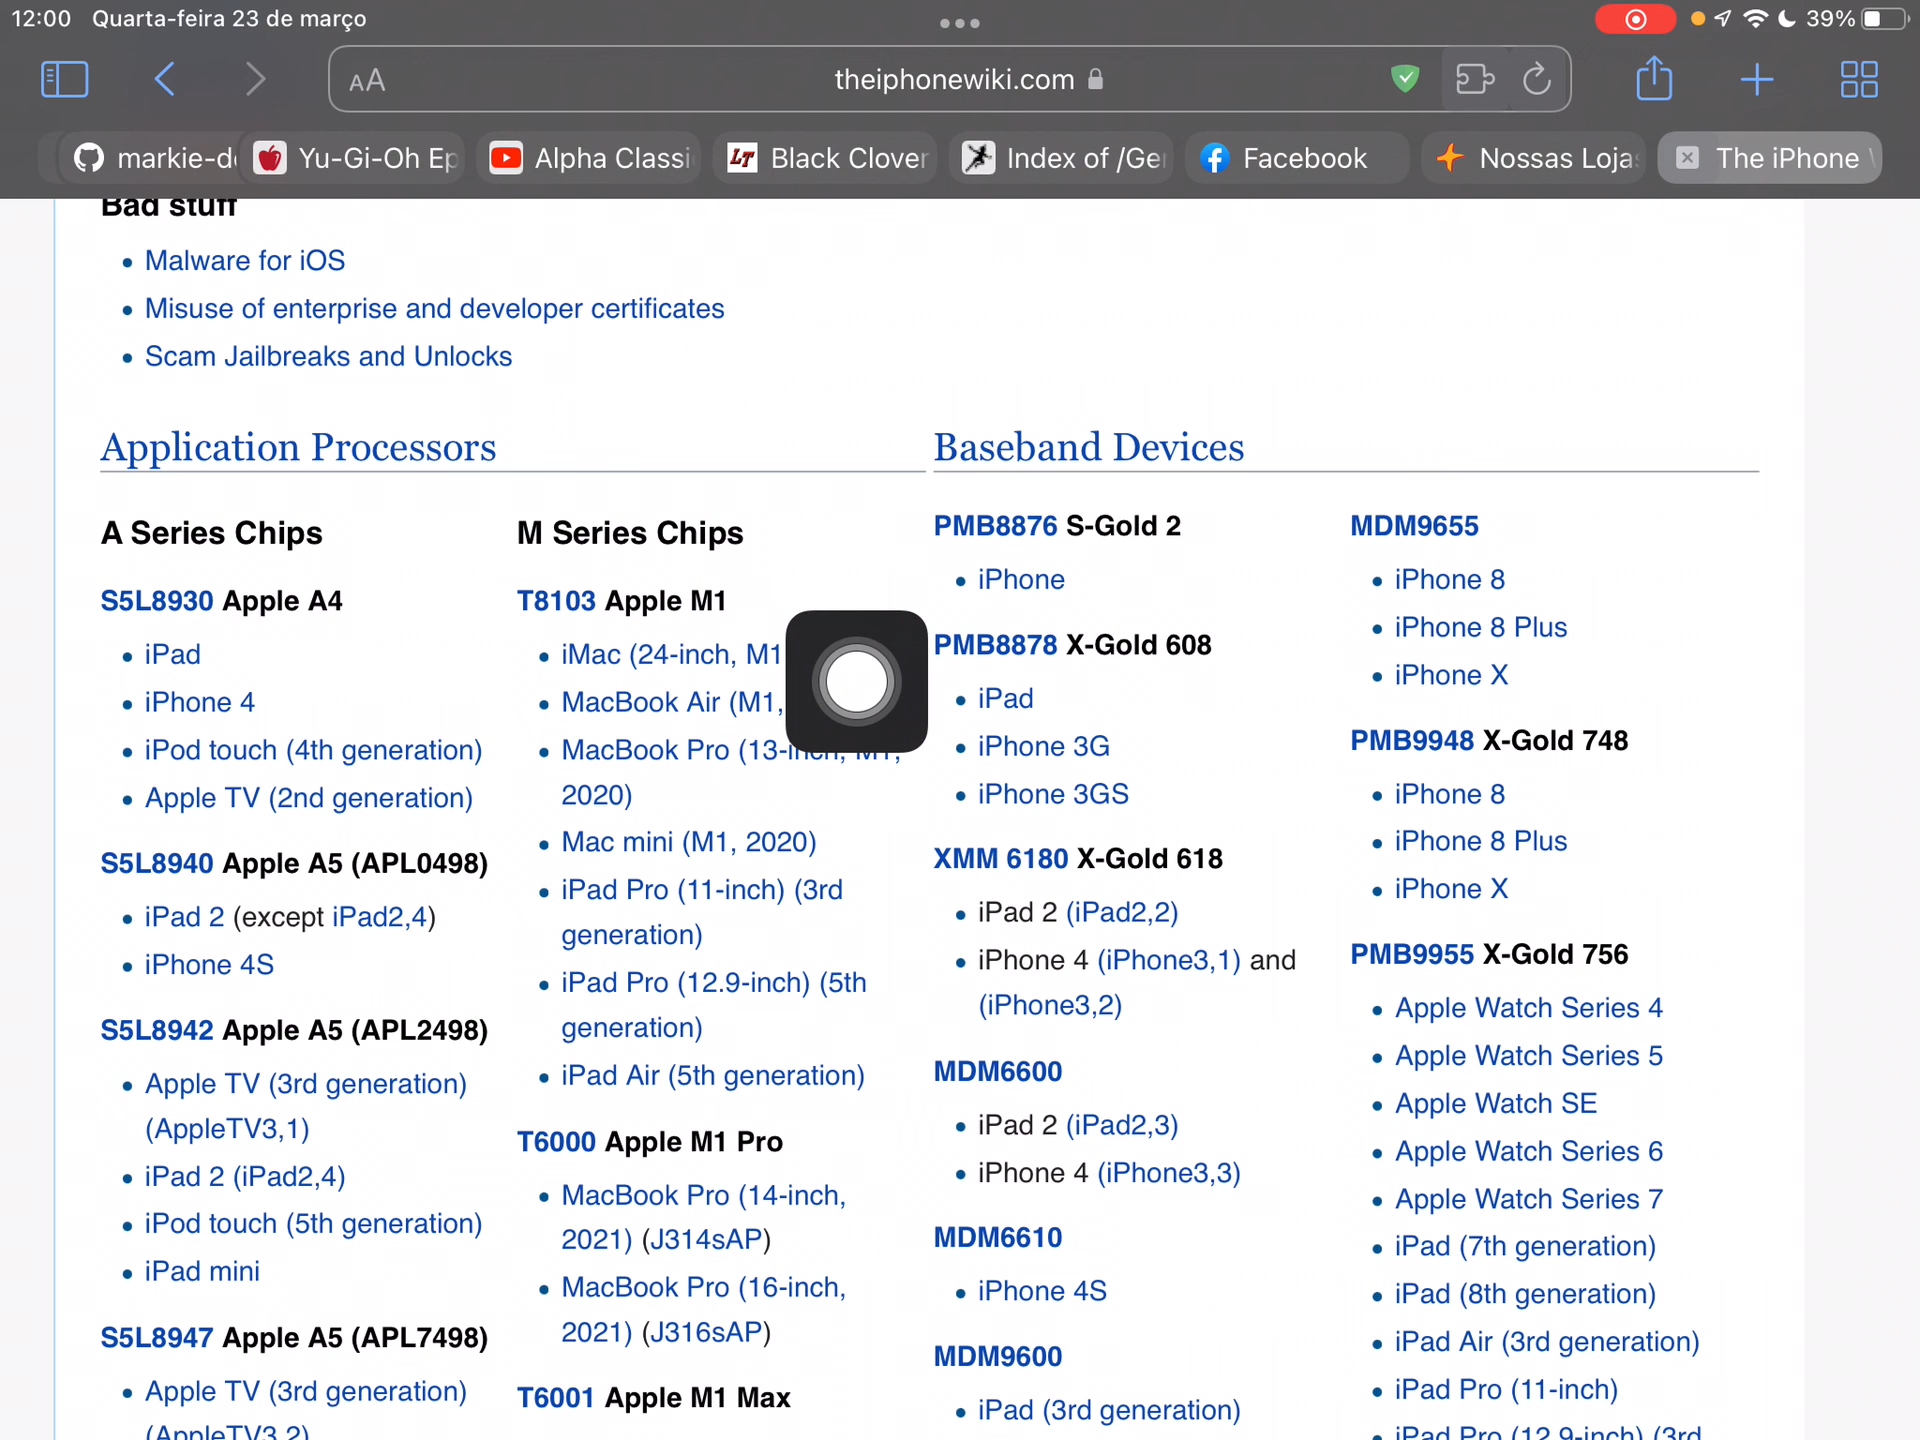 12:00 Quarta-feira 23 de março
39%
AA
theiphonewiki.com
markie-d
Yu-Gi-Oh Ep
Alpha Classi
LT Black Clover
Index of /Ge
Facebook
Nossas Loja
The iPhone
Bad stuff
Malware for iOS
Misuse of enterprise and developer certificates
Scam Jailbreaks and Unlocks
Application Processors
A Series Chips
S5L8930 Apple A4
iPad
iPhone 4
iPod touch (4th generation)
Apple TV (2nd generation)
S5L8940 Apple A5 (APL0498)
iPad 2 (except iPad2,4)
iPhone 4S
S5L8942 Apple A5 (APL2498)
Apple TV (3rd generation)
(AppleTV3,1)
iPad 2 (iPad2,4)
iPod touch (5th generation)
iPad mini
S5L8947 Apple A5 (APL7498)
Apple TV (3rd generation)
(AppleTV3,2)
M Series Chips
T8103 Apple M1
iMac (24-inch, M1
MacBook Air (M1,
MacBook Pro (13-inch, M1,
2020)
Mac mini (M1, 2020)
iPad Pro (11-inch) (3rd
generation)
iPad Pro (12.9-inch) (5th
generation)
iPad Air (5th generation)
T6000 Apple M1 Pro
MacBook Pro (14-inch,
2021) (J314sAP)
MacBook Pro (16-inch,
2021) (J316sAP)
T6001 Apple M1 Max
Baseband Devices
PMB8876 S-Gold 2
iPhone
PMB8878 X-Gold 608
iPad
iPhone 3G
iPhone 3GS
XMM 6180 X-Gold 618
iPad 2 (iPad2,2)
iPhone 4 (iPhone3,1) and
(iPhone3,2)
MDM6600
iPad 2 (iPad2,3)
iPhone 4 (iPhone3,3)
MDM6610
iPhone 4S
MDM9600
iPad (3rd generation)
MDM9655
iPhone 8
iPhone 8 Plus
iPhone X
PMB9948 X-Gold 748
iPhone 8
iPhone 8 Plus
iPhone X
PMB9955 X-Gold 756
Apple Watch Series 4
Apple Watch Series 5
Apple Watch SE
Apple Watch Series 6
Apple Watch Series 7
iPad (7th generation)
iPad (8th generation)
iPad Air (3rd generation)
iPad Pro (11-inch)
iPad Pro (12.9-inch) (3rd